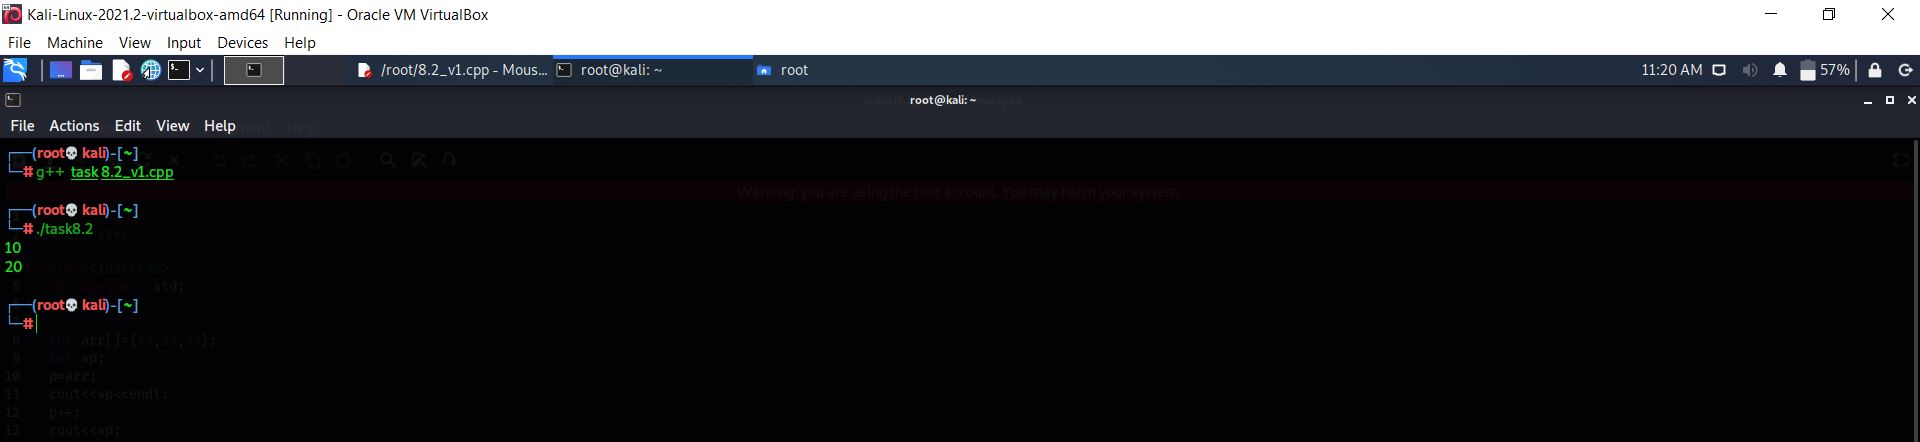 Kali-Linux-2021.2-virtualbox-amd64 [Running] - Oracle VM VirtualBox
File Machine View Input Devices Help
/root/8.2_v1.cpp - Mous... root@kali: ~ root 11:20 AM 57%
root@kali: ~
File Actions Edit View Help
(root💀 kali)-[~]
# g++ task 8.2_v1.cpp
Warning: you are using the root account. You may harm your system.
(root💀 kali)-[~]
# ./task8.2
10
20
<iostream>
5 std;
(root💀 kali)-[~]
#
8 int arr[]={10,20,30};
9 int *p;
10 p=arr;
11 cout<<*p<<endl;
12 p++;
13 cout<<*p;